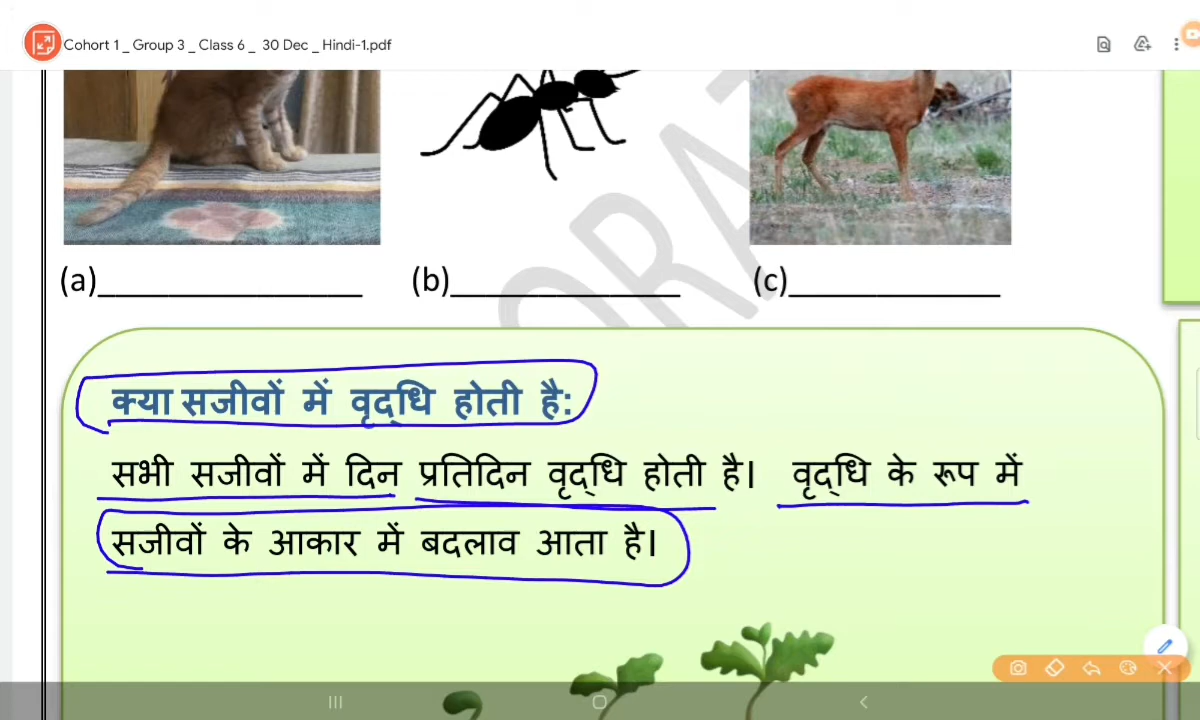 Cohort 1 _ Group 3 _ Class 6 _ 30 Dec _ Hindi-1.pdf
(a)________________ (b)______________ (c)_____________
क्या सजीवों में वृद्धि होती है:
सभी सजीवों में दिन प्रतिदिन वृद्धि होती है। वृद्धि के रूप में
सजीवों के आकार में बदलाव आता है।